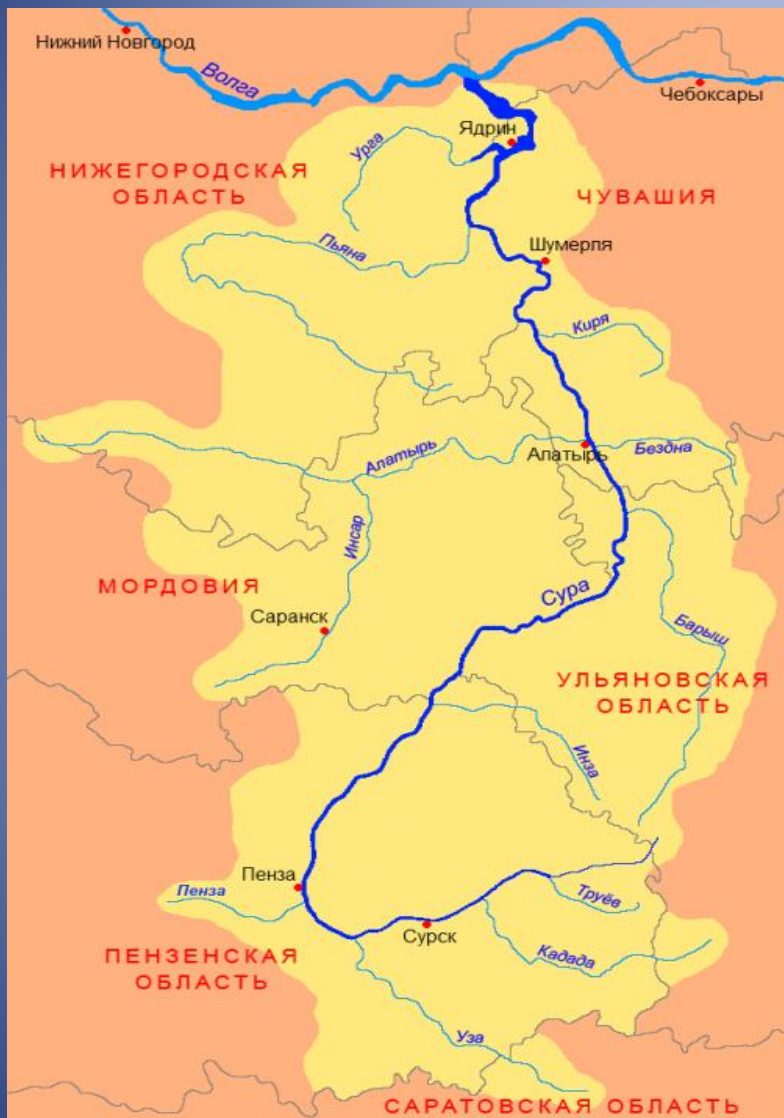 Нижний Новгород
Волга
Чебоксары
Ядрин
Урга
НИЖЕГОРОДСКАЯ
ОБЛАСТЬ
ЧУВАШИЯ
Пьяна
Шумерля
Киря
Алатырь
Алатырь
Бездна
Инсар
МОРДОВИЯ
Сура
Саранск
Барыш
УЛЬЯНОВСКАЯ
ОБЛАСТЬ
Инза
Пенза
Пенза
Труёв
Сурск
ПЕНЗЕНСКАЯ
ОБЛАСТЬ
Кадада
Уза
САРАТОВСКАЯ ОБЛАСТЬ